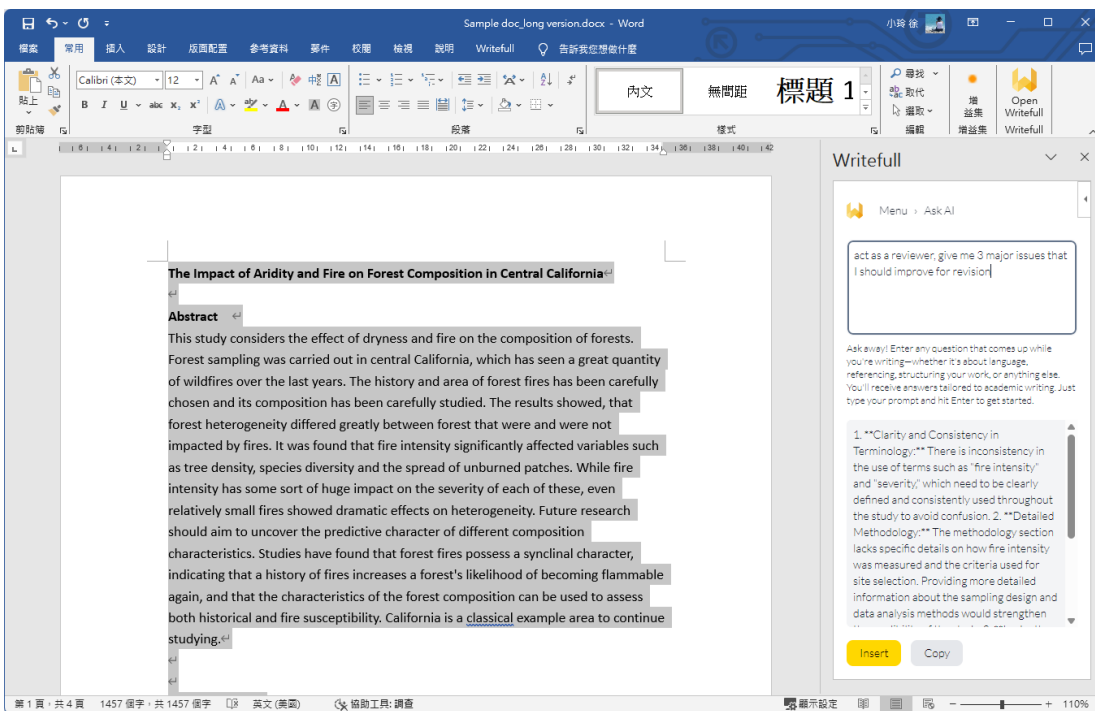 Sample doc_long version.docx - Word
小玲 徐
檔案 常用 插入 設計 版面配置 參考資料 郵件 校閱 檢視 說明 Writefull 告訴我您想做什麼
貼上
剪貼簿
Calibri (本文) 12
字型
段落
內文 無間距 標題 1
樣式
尋找
取代
選取
編輯
增益集
增益集
Open Writefull
Writefull
The Impact of Aridity and Fire on Forest Composition in Central California
Abstract
This study considers the effect of dryness and fire on the composition of forests.
Forest sampling was carried out in central California, which has seen a great quantity
of wildfires over the last years. The history and area of forest fires has been carefully
chosen and its composition has been carefully studied. The results showed, that
forest heterogeneity differed greatly between forest that were and were not
impacted by fires. It was found that fire intensity significantly affected variables such
as tree density, species diversity and the spread of unburned patches. While fire
intensity has some sort of huge impact on the severity of each of these, even
relatively small fires showed dramatic effects on heterogeneity. Future research
should aim to uncover the predictive character of different composition
characteristics. Studies have found that forest fires possess a synclinal character,
indicating that a history of fires increases a forest's likelihood of becoming flammable
again, and that the characteristics of the forest composition can be used to assess
both historical and fire susceptibility. California is a classical example area to continue
studying.
Writefull
Menu › Ask AI
act as a reviewer, give me 3 major issues that
I should improve for revision
Ask away! Enter any question that comes up while
you're writing—whether it's about language,
referencing, structuring your work, or anything else.
You'll receive answers tailored to academic writing. Just
type your prompt and hit Enter to get started.
1. **Clarity and Consistency in
Terminology:** There is inconsistency in
the use of terms such as "fire intensity"
and "severity," which need to be clearly
defined and consistently used throughout
the study to avoid confusion. 2. **Detailed
Methodology:** The methodology section
lacks specific details on how fire intensity
was measured and the criteria used for
site selection. Providing more detailed
information about the sampling design and
data analysis methods would strengthen
Insert Copy
第 1 頁，共 4 頁 1457 個字，共 1457 個字 英文 (美國) 協助工具: 調查 顯示設定 110%